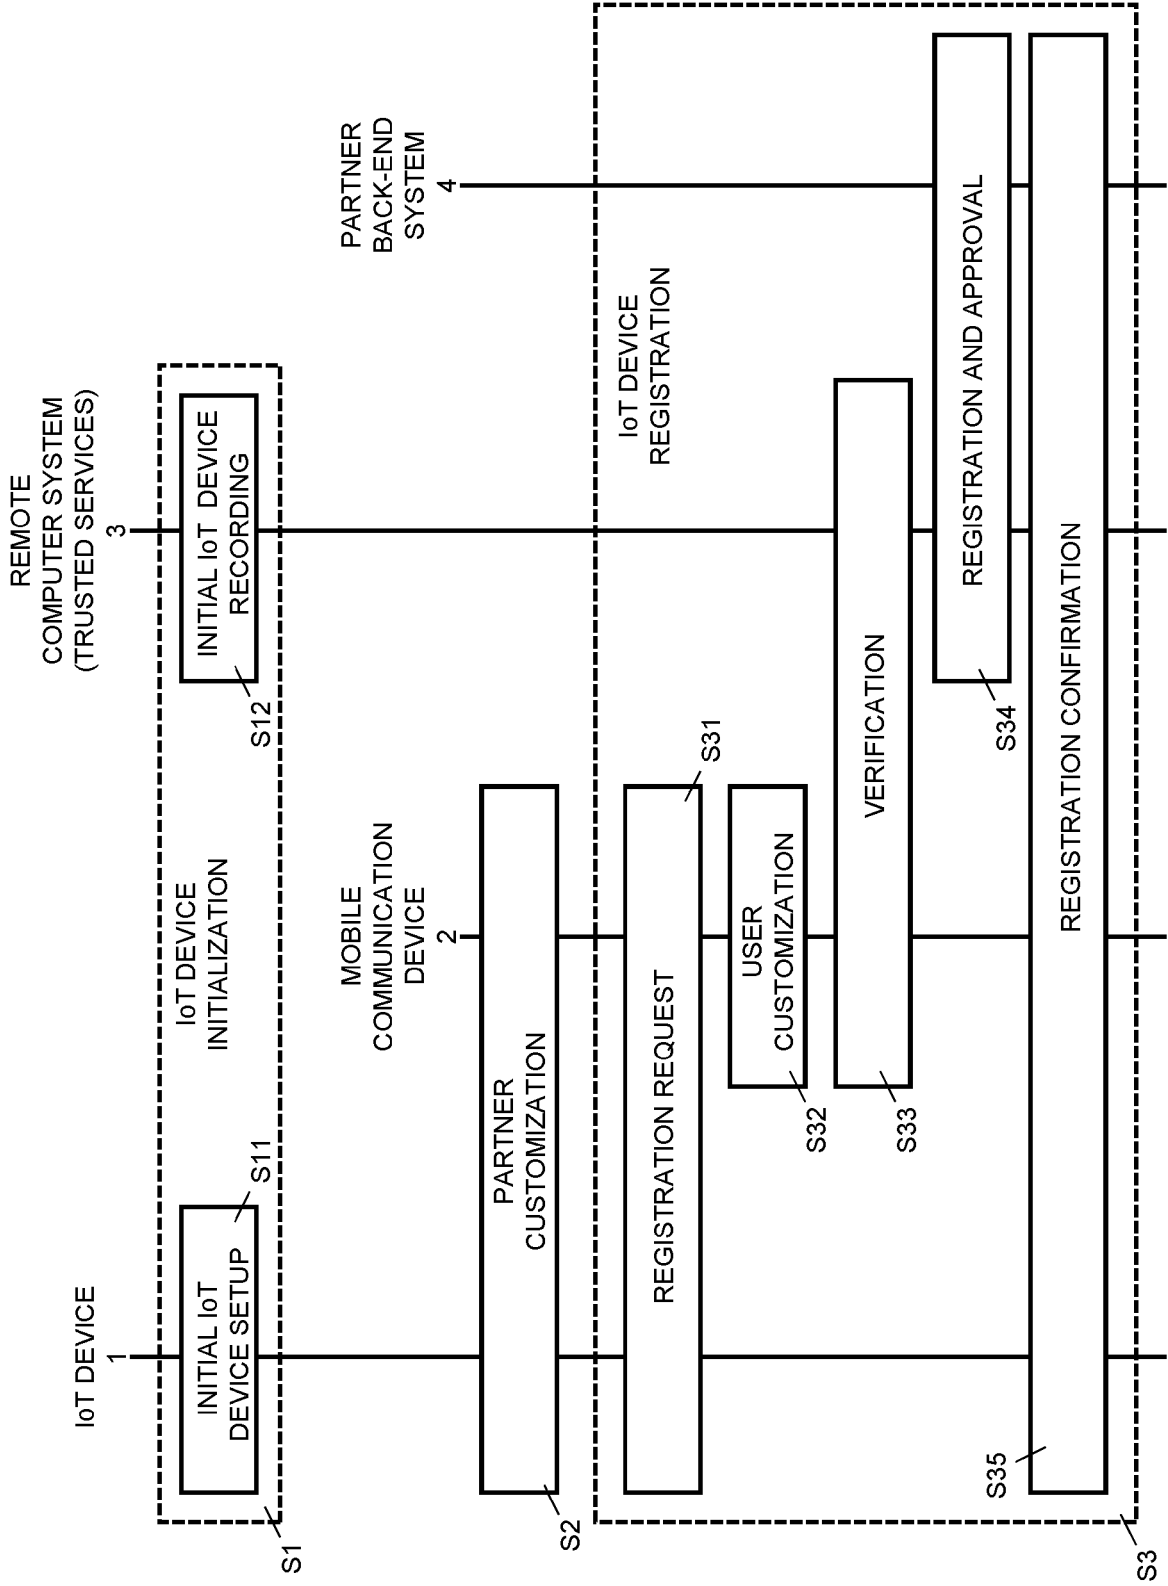 IoT DEVICE
1
REMOTE
COMPUTER SYSTEM
(TRUSTED SERVICES)
3
S1
INITIAL IoT
DEVICE SETUP
S11
IoT DEVICE
INITIALIZATION
S12
INITIAL IoT DEVICE
RECORDING
MOBILE
COMMUNICATION
DEVICE
2
PARTNER
BACK-END
SYSTEM
4
S2
PARTNER
CUSTOMIZATION
IoT DEVICE
REGISTRATION
REGISTRATION REQUEST
S31
S32
USER
CUSTOMIZATION
S33
VERIFICATION
S34
REGISTRATION AND APPROVAL
S35
REGISTRATION CONFIRMATION
S3